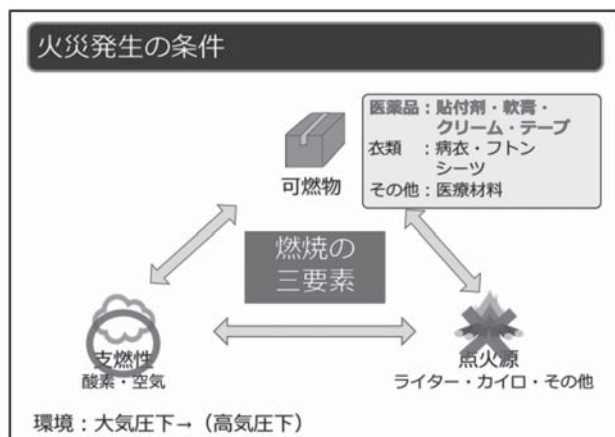 火災発生の条件
医薬品：貼付剤・軟膏・
クリーム・テープ
衣類　：病衣・フトン
シーツ
その他：医療材料
可燃物
燃焼の
三要素
支燃性
酸素・空気
点火源
ライター・カイロ・その他
環境：大気圧下→（高気圧下）